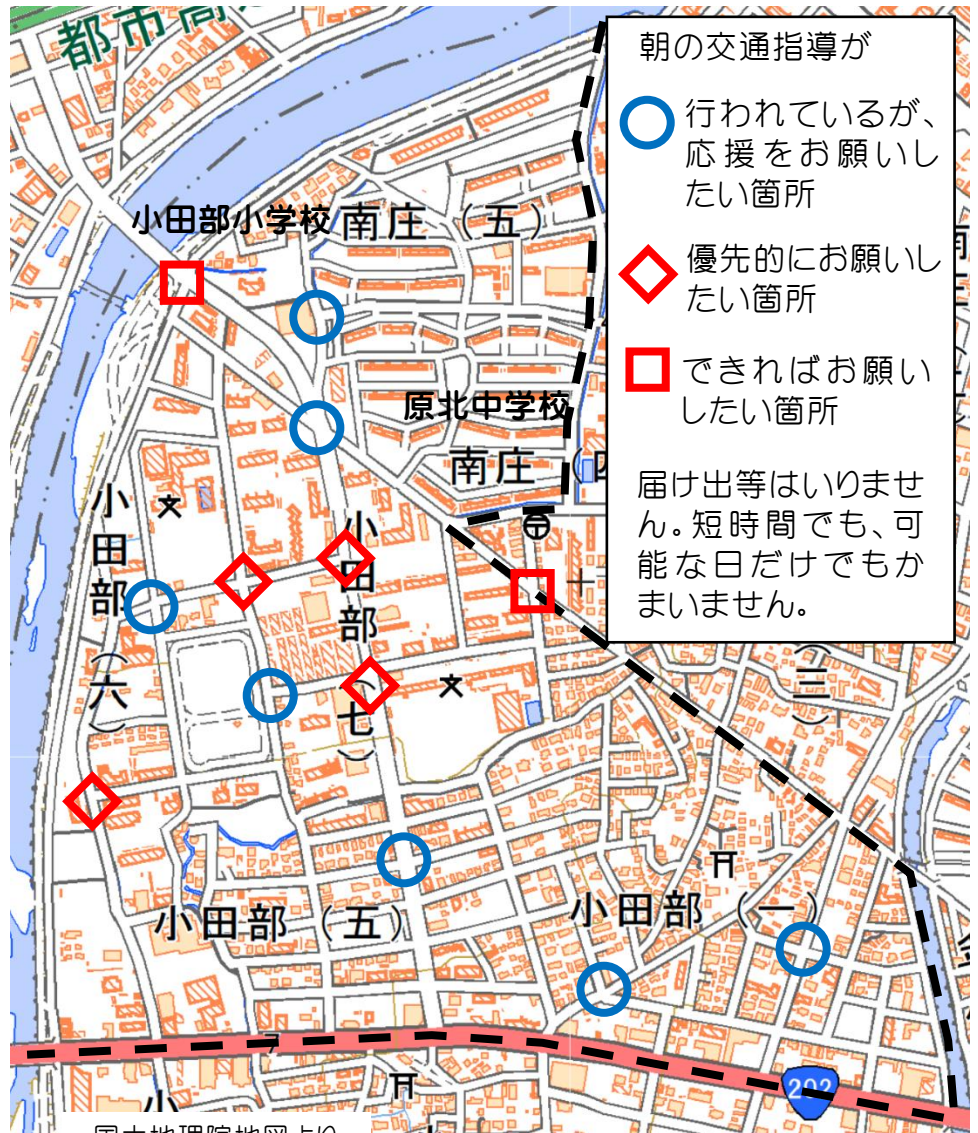 都市高
朝の交通指導が
行われているが、
応援をお願いし
たい箇所
優先的にお願いし
たい箇所
できればお願い
したい箇所
届け出等はいりませ
ん。短時間でも、可
能な日だけでもか
まいません。
小田部小学校
南庄(五)
原北中学校
南庄
小田部(六)
小田部(七)
(三)
小田部(五)
小田部(一)
7
202
小
国土地理院地図より